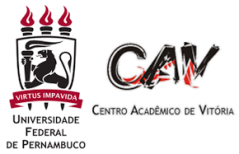 VIRTUS IMPAVIDA
UNIVERSIDADE
FEDERAL
DE PERNAMBUCO
CAV
CENTRO ACADÊMICO DE VITÓRIA